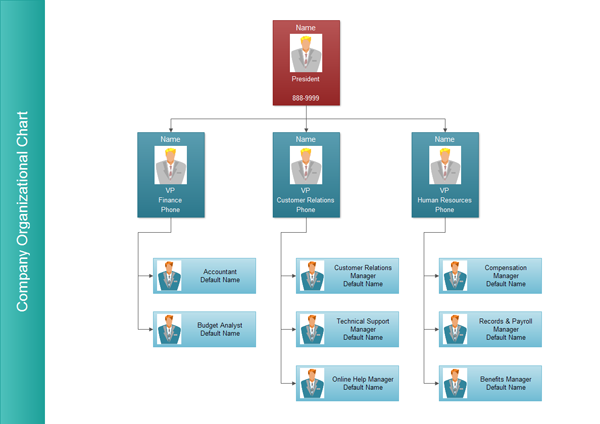 Company Organizational Chart
Name
President
888-9999
Name
VP
Finance
Phone
Name
VP
Customer Relations
Phone
Name
VP
Human Resources
Phone
Accountant
Default Name
Budget Analyst
Default Name
Customer Relations
Manager
Default Name
Technical Support
Manager
Default Name
Online Help Manager
Default Name
Compensation
Manager
Default Name
Records & Payroll
Manager
Default Name
Benefits Manager
Default Name